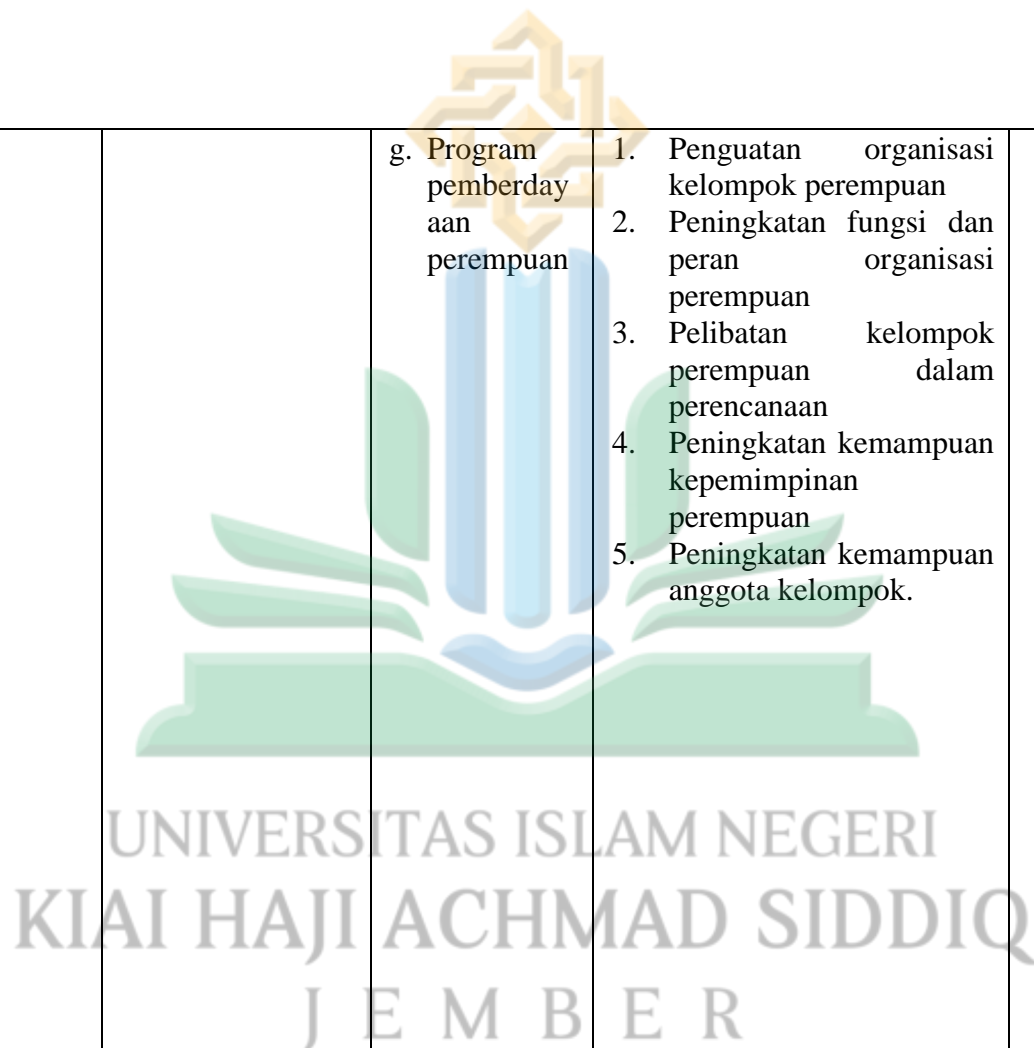 g. Program
pemberday
aan
perempuan
1. Penguatan organisasi
kelompok perempuan
2. Peningkatan fungsi dan
peran organisasi
perempuan
3. Pelibatan kelompok
perempuan dalam
perencanaan
4. Peningkatan kemampuan
kepemimpinan
perempuan
5. Peningkatan kemampuan
anggota kelompok.
UNIVERSITAS ISLAM NEGERI
KIAI HAJI ACHMAD SIDDIQ
JEMBER